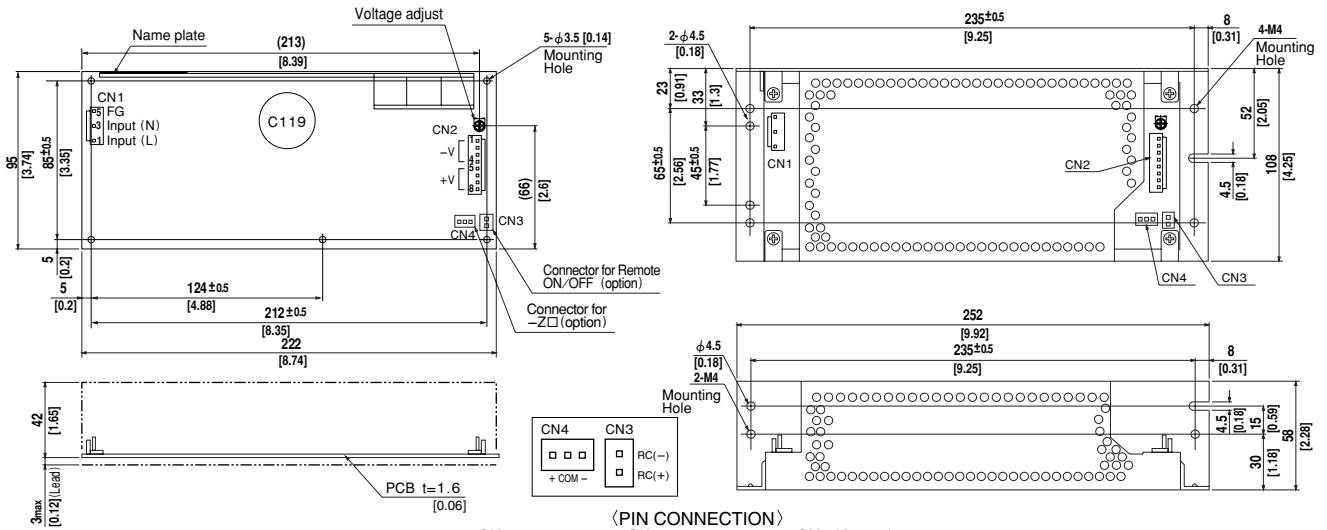 Name plate
Voltage adjust
(213)
[8.39]
5-φ3.5 [0.14]
Mounting
Hole
CN1
5 FG
3 Input (N)
1 Input (L)
C119
CN2
1
−V
4
5
+V
8
CN3
CN4
95
[3.74]
85±0.5
[3.35]
(66)
[2.6]
5
[0.2]
5
[0.2]
124±0.5
[4.88]
212±0.5
[8.35]
222
[8.74]
Connector for Remote
ON/OFF (option)
Connector for
−Z□(option)
42
[1.65]
3max
[0.12](Lead)
PCB t=1.6
[0.06]
CN4
CN3
+ COM −
RC(−)
RC(+)
235±0.5
[9.25]
8
[0.31]
2-φ4.5
[0.18]
4-M4
Mounting
Hole
23
[0.91]
33
[1.3]
65±0.5
[2.56]
45±0.5
[1.77]
CN1
CN2
52
[2.05]
4.5
[0.18]
108
[4.25]
CN4
CN3
252
[9.92]
235±0.5
[9.25]
8
[0.31]
φ4.5
[0.18]
2-M4
Mounting
Hole
4.5
[0.18]
15
[0.59]
30
[1.18]
58
[2.28]
〈PIN CONNECTION〉